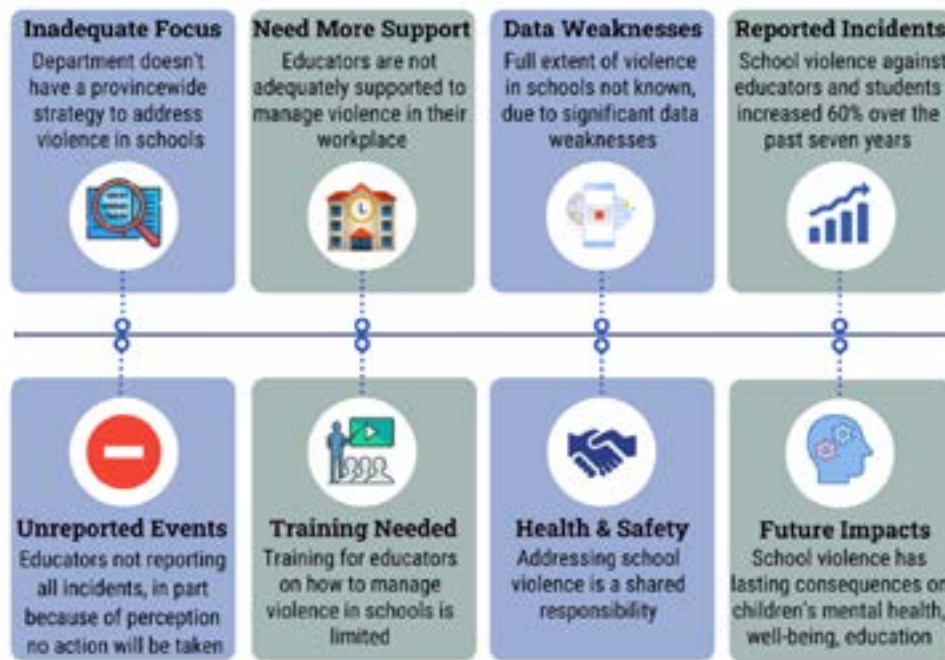 Inadequate Focus
Department doesn't
have a provincewide
strategy to address
violence in schools
Need More Support
Educators are not
adequately supported to
manage violence in their
workplace
Data Weaknesses
Full extent of violence
in schools not known,
due to significant data
weaknesses
Reported Incidents
School violence against
educators and students
increased 60% over the
past seven years
Unreported Events
Educators not reporting
all incidents, in part
because of perception
no action will be taken
Training Needed
Training for educators
on how to manage
violence in schools is
limited
Health & Safety
Addressing school
violence is a shared
responsibility
Future Impacts
School violence has
lasting consequences on
children's mental health,
well-being, education